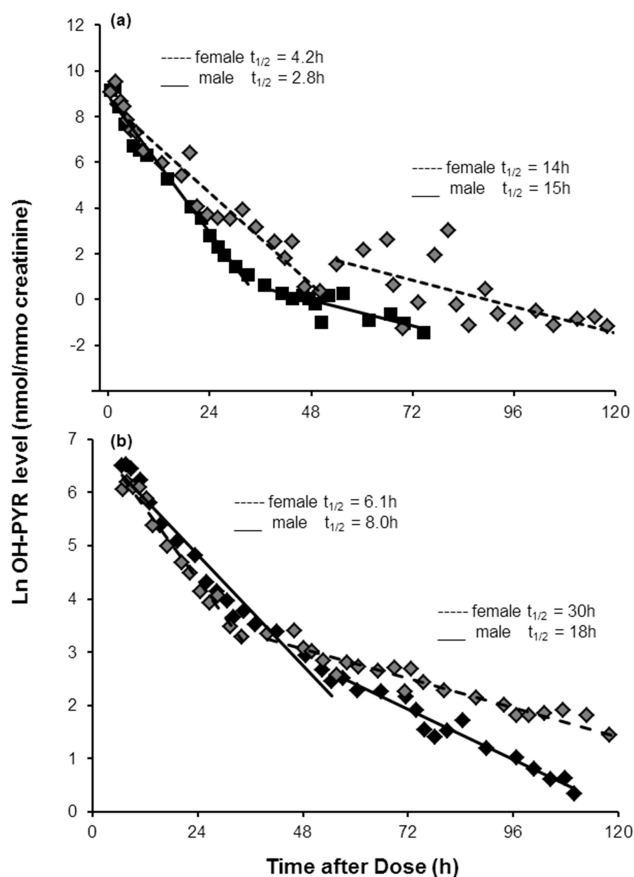 (a)
female t1/2 = 4.2h
male t1/2 = 2.8h
female t1/2 = 14h
male t1/2 = 15h
11
9
8
6
4
2
0
-2
0
24
48
72
96
120
(b)
female t1/2 = 6.1h
male t1/2 = 8.0h
female t1/2 = 30h
male t1/2 = 18h
7
6
5
4
3
2
1
0
0
24
48
72
96
120
Ln OH-PYR level (nmol/mmo creatinine)
Time after Dose (h)